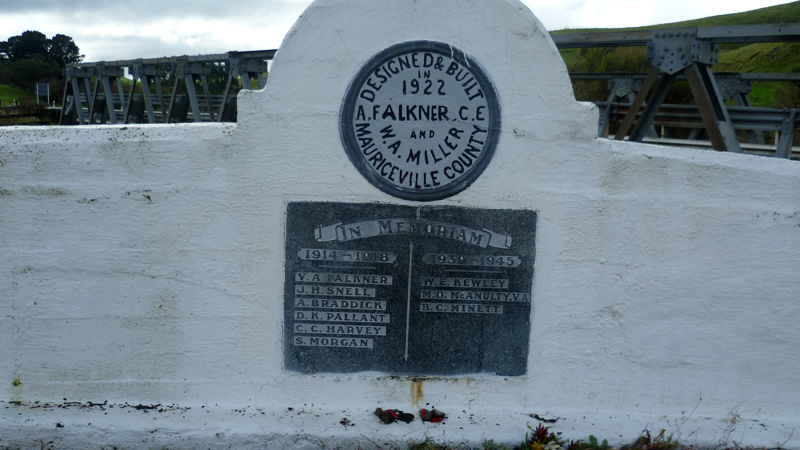 DESIGNED & BUILT
IN
1922
A. FALKNER, C.E
AND
W.A. MILLER
MAURICEVILLE COUNTY
IN MEMORIAM
1914 - 1918
V. A. FALKNER
J. H. SNELL
A. BRADDICK
D. K. PALLANT
C. C. HARVEY
S. MORGAN
1939 - 1945
W. E. KEWLEY
M. O. McANULTY. V.A
B. C. MINETT